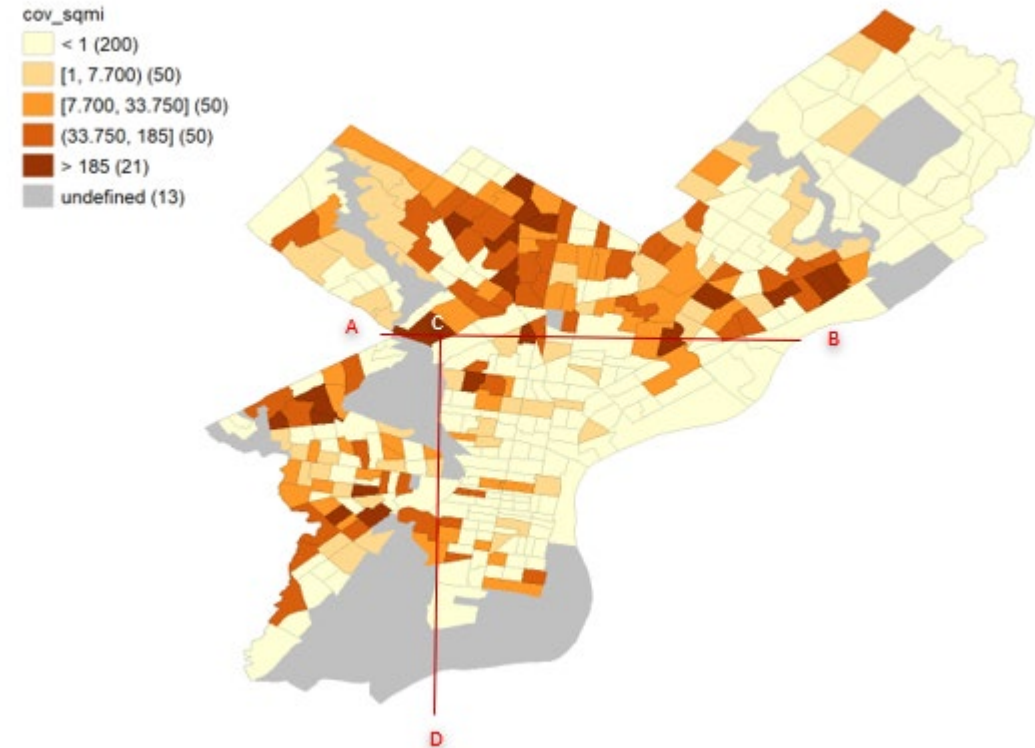 cov_sqmi
< 1 (200)
[1, 7.700) (50)
[7.700, 33.750] (50)
(33.750, 185] (50)
> 185 (21)
undefined (13)
A
C
B
D